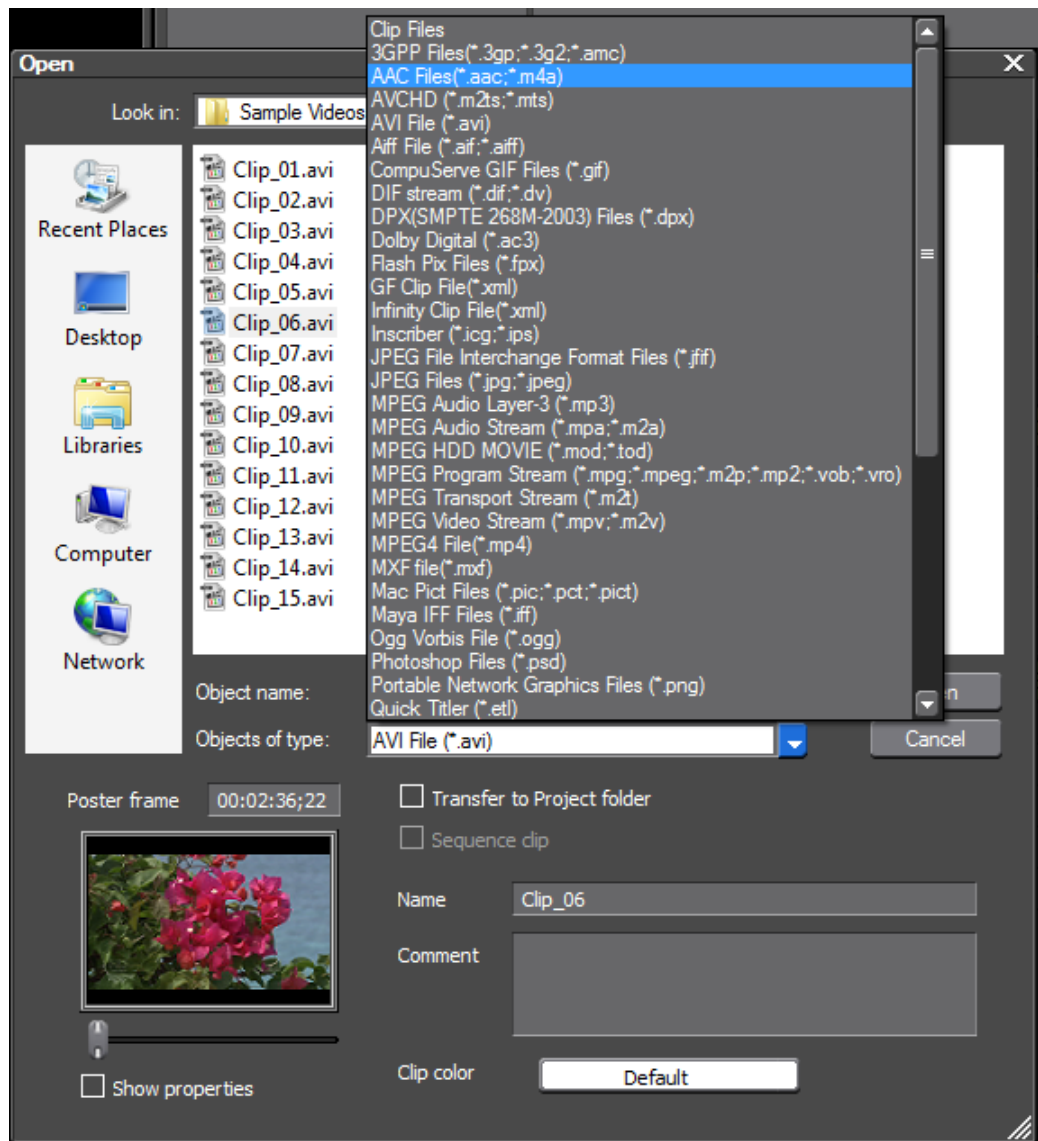 Open
X
Look in:
Sample Videos
Clip Files
3GPP Files(*.3gp;*.3g2;*.amc)
AAC Files(*.aac;*.m4a)
AVCHD (*.m2ts;*.mts)
AVI File (*.avi)
Aiff File (*.aif;*.aiff)
CompuServe GIF Files (*.gif)
DIF stream (*.dif;*.dv)
DPX(SMPTE 268M-2003) Files (*.dpx)
Dolby Digital (*.ac3)
Flash Pix Files (*.fpx)
GF Clip File(*.xml)
Infinity Clip File(*.xml)
Inscriber (*.icg;*.ips)
JPEG File Interchange Format Files (*.jfif)
JPEG Files (*.jpg;*.jpeg)
MPEG Audio Layer-3 (*.mp3)
MPEG Audio Stream (*.mpa;*.m2a)
MPEG HDD MOVIE (*.mod;*.tod)
MPEG Program Stream (*.mpg;*.mpeg;*.m2p;*.mp2;*.vob;*.vro)
MPEG Transport Stream (*.m2t)
MPEG Video Stream (*.mpv;*.m2v)
MPEG4 File(*.mp4)
MXF file(*.mxf)
Mac Pict Files (*.pic;*.pct;*.pict)
Maya IFF Files (*.iff)
Ogg Vorbis File (*.ogg)
Photoshop Files (*.psd)
Portable Network Graphics Files (*.png)
Quick Titler (*.etl)
Recent Places
Desktop
Libraries
Computer
Network
Clip_01.avi
Clip_02.avi
Clip_03.avi
Clip_04.avi
Clip_05.avi
Clip_06.avi
Clip_07.avi
Clip_08.avi
Clip_09.avi
Clip_10.avi
Clip_11.avi
Clip_12.avi
Clip_13.avi
Clip_14.avi
Clip_15.avi
Object name:
Objects of type:
AVI File (*.avi)
Cancel
Poster frame
00:02:36;22
Transfer to Project folder
Sequence clip
Name
Clip_06
Comment
Clip color
Default
Show properties